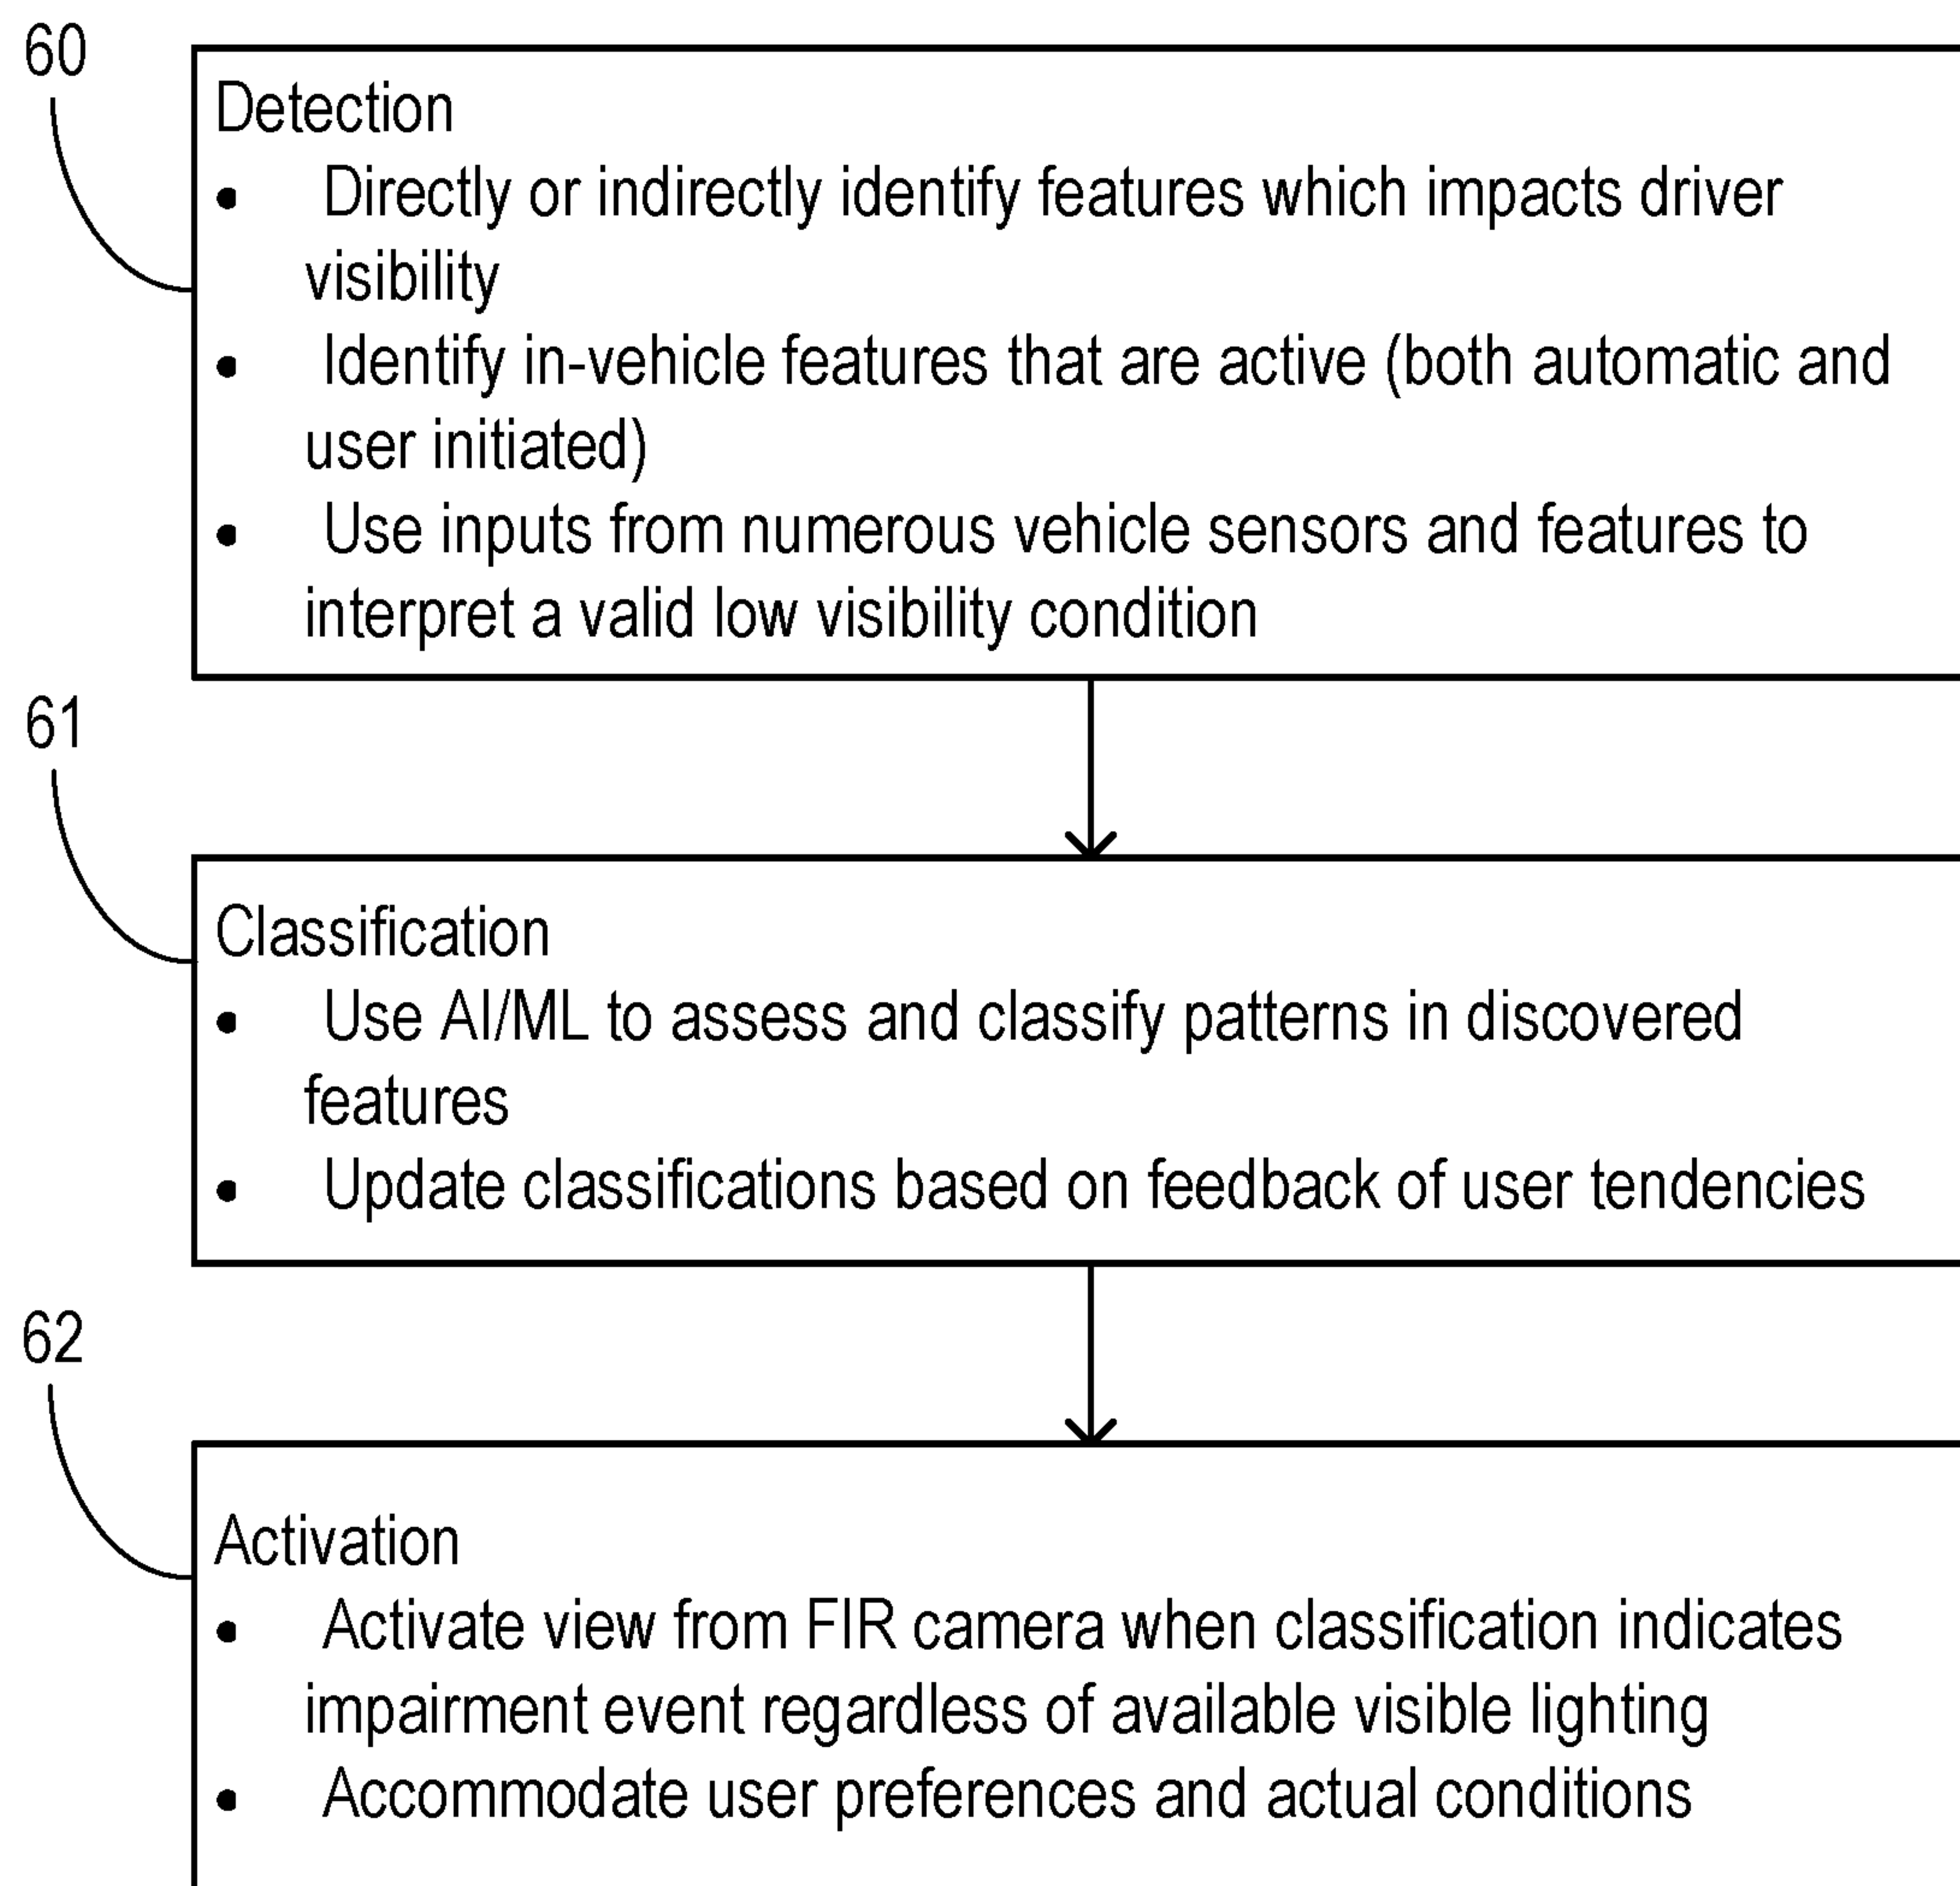 60
Detection
• Directly or indirectly identify features which impacts driver
visibility
• Identify in-vehicle features that are active (both automatic and
user initiated)
• Use inputs from numerous vehicle sensors and features to
interpret a valid low visibility condition
61
Classification
• Use AI/ML to assess and classify patterns in discovered
features
• Update classifications based on feedback of user tendencies
62
Activation
• Activate view from FIR camera when classification indicates
impairment event regardless of available visible lighting
• Accommodate user preferences and actual conditions